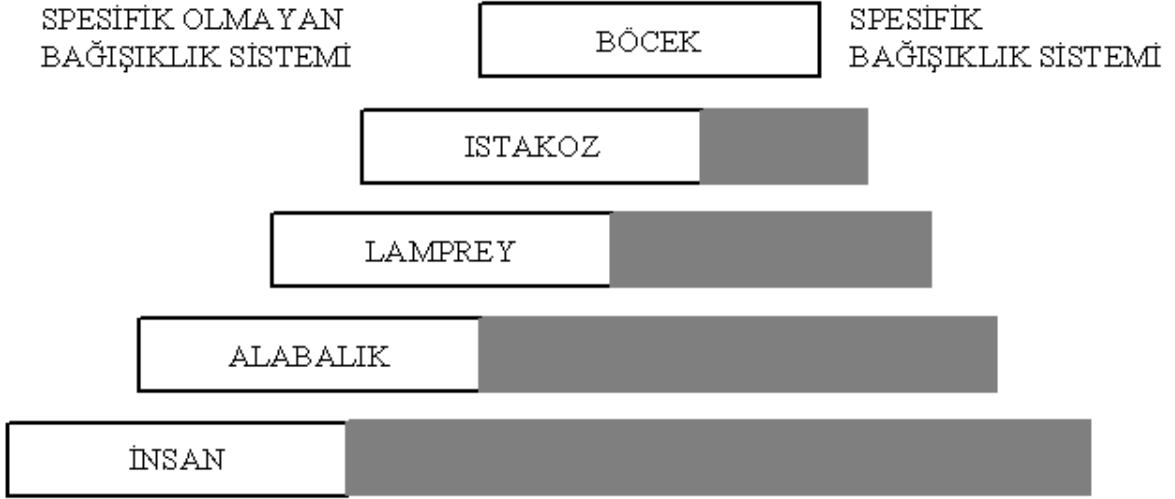 SPESİFİK OLMAYAN
BAĞIŞIKLIK SİSTEMİ
BÖCEK
SPESİFİK
BAĞIŞIKLIK SİSTEMİ
ISTAKOZ
LAMPREY
ALABALIK
İNSAN